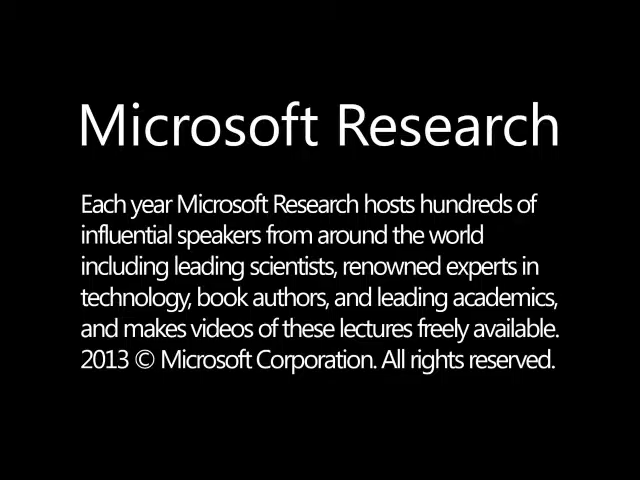 Microsoft Research
Each year Microsoft Research hosts hundreds of
influential speakers from around the world
including leading scientists, renowned experts in
technology, book authors, and leading academics,
and makes videos of these lectures freely available.
2013 © Microsoft Corporation. All rights reserved.